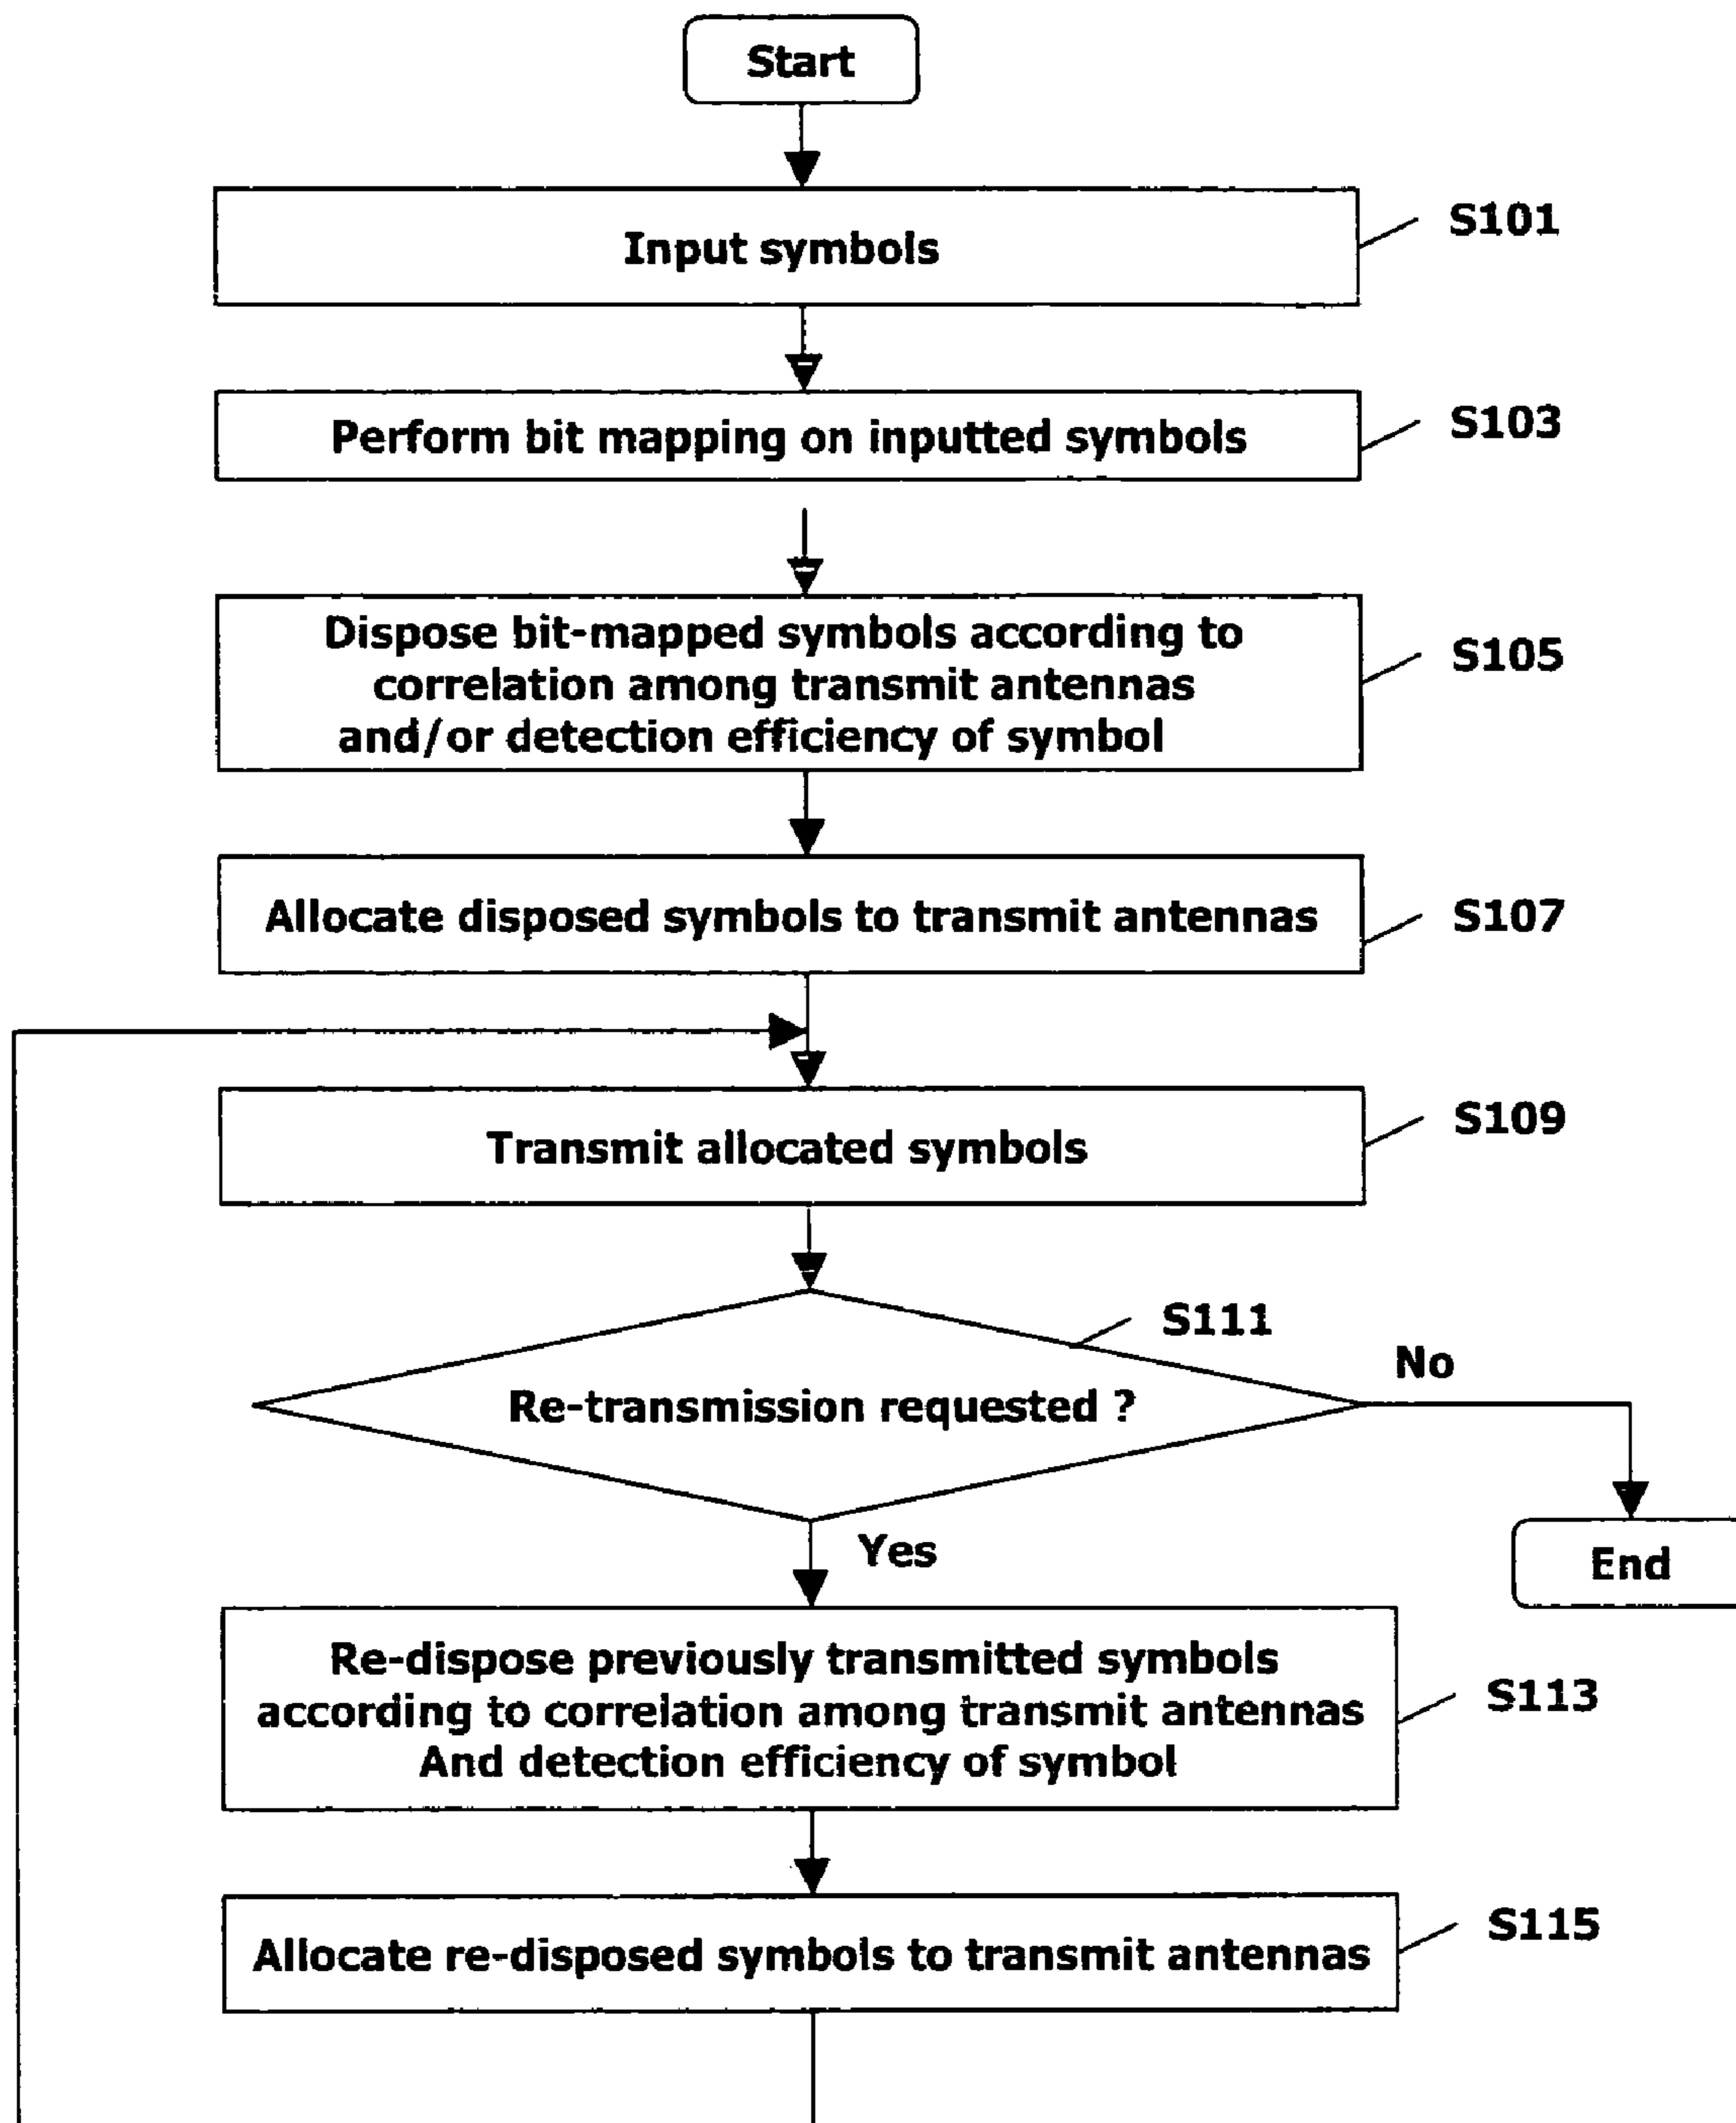 Start
Input symbols
S101
Perform bit mapping on inputted symbols
S103
Dispose bit-mapped symbols according to
correlation among transmit antennas
and/or detection efficiency of symbol
S105
Allocate disposed symbols to transmit antennas
S107
Transmit allocated symbols
S109
S111
Re-transmission requested ?
No
Yes
End
Re-dispose previously transmitted symbols
according to correlation among transmit antennas
And detection efficiency of symbol
S113
Allocate re-disposed symbols to transmit antennas
S115